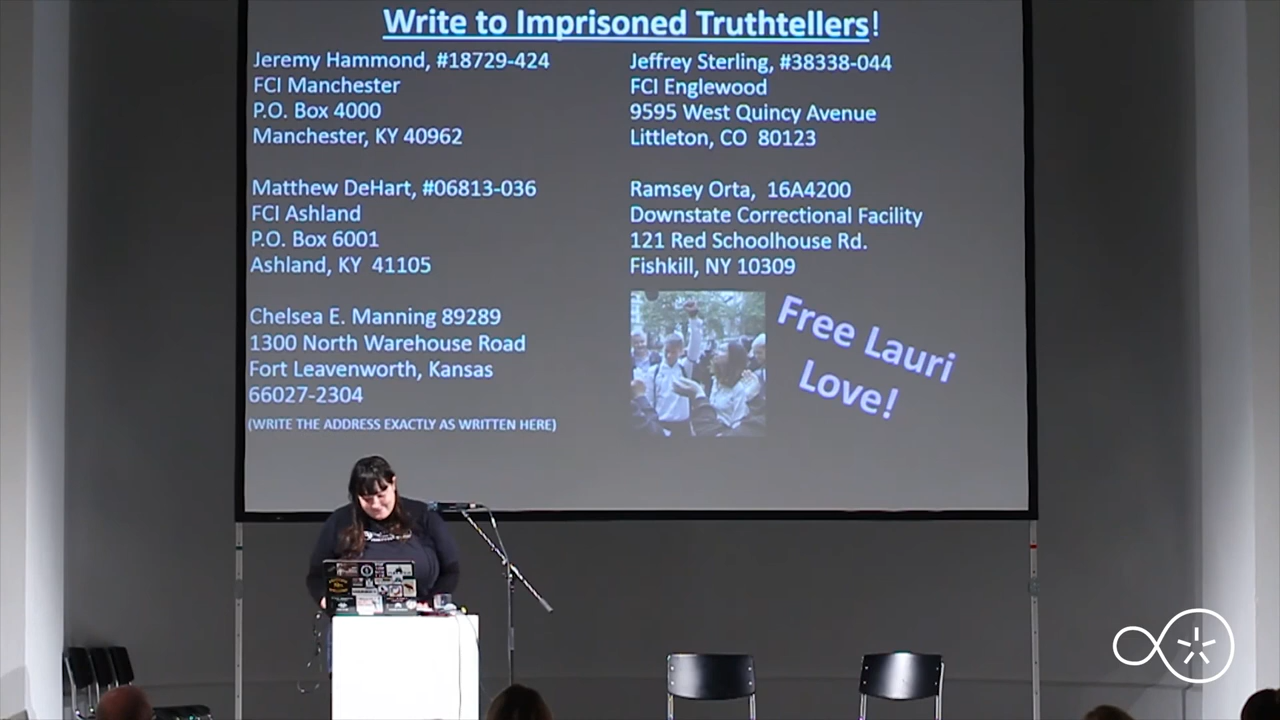 Write to Imprisoned Truthtellers!
Jeremy Hammond, #18729-424
FCI Manchester
P.O. Box 4000
Manchester, KY 40962
Matthew DeHart, #06813-036
FCI Ashland
P.O. Box 6001
Ashland, KY 41105
Chelsea E. Manning 89289
1300 North Warehouse Road
Fort Leavenworth, Kansas
66027-2304
(WRITE THE ADDRESS EXACTLY AS WRITTEN HERE)
Jeffrey Sterling, #38338-044
FCI Englewood
9595 West Quincy Avenue
Littleton, CO 80123
Ramsey Orta, 16A4200
Downstate Correctional Facility
121 Red Schoolhouse Rd.
Fishkill, NY 10309
Free Lauri
Love!